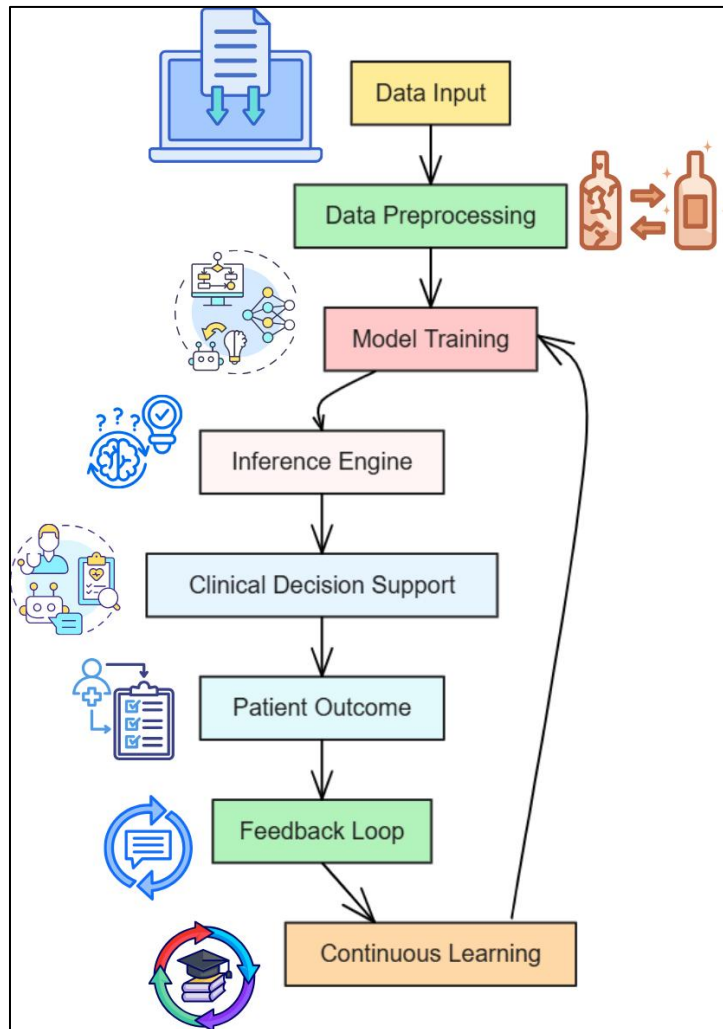 Data Input
Data Preprocessing
Model Training
? ? ?
Inference Engine
Clinical Decision Support
Patient Outcome
Feedback Loop
Continuous Learning